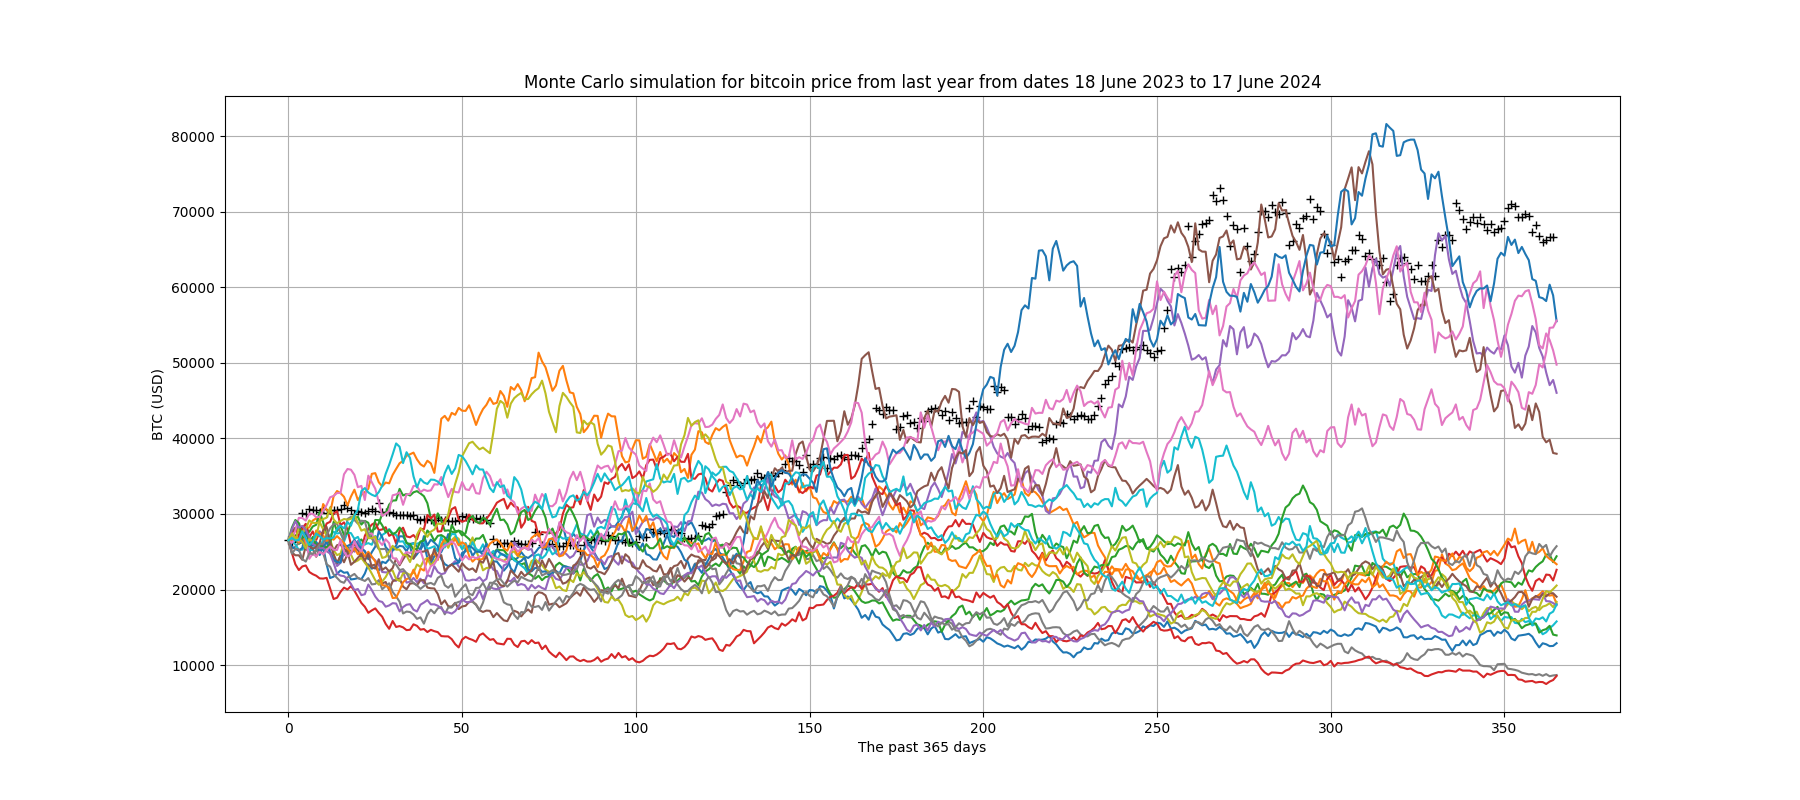 Monte Carlo simulation for bitcoin price from last year from dates 18 June 2023 to 17 June 2024
80000
70000
60000
50000
40000
30000
20000
10000
BTC (USD)
0 50 100 150 200 250 300 350
The past 365 days